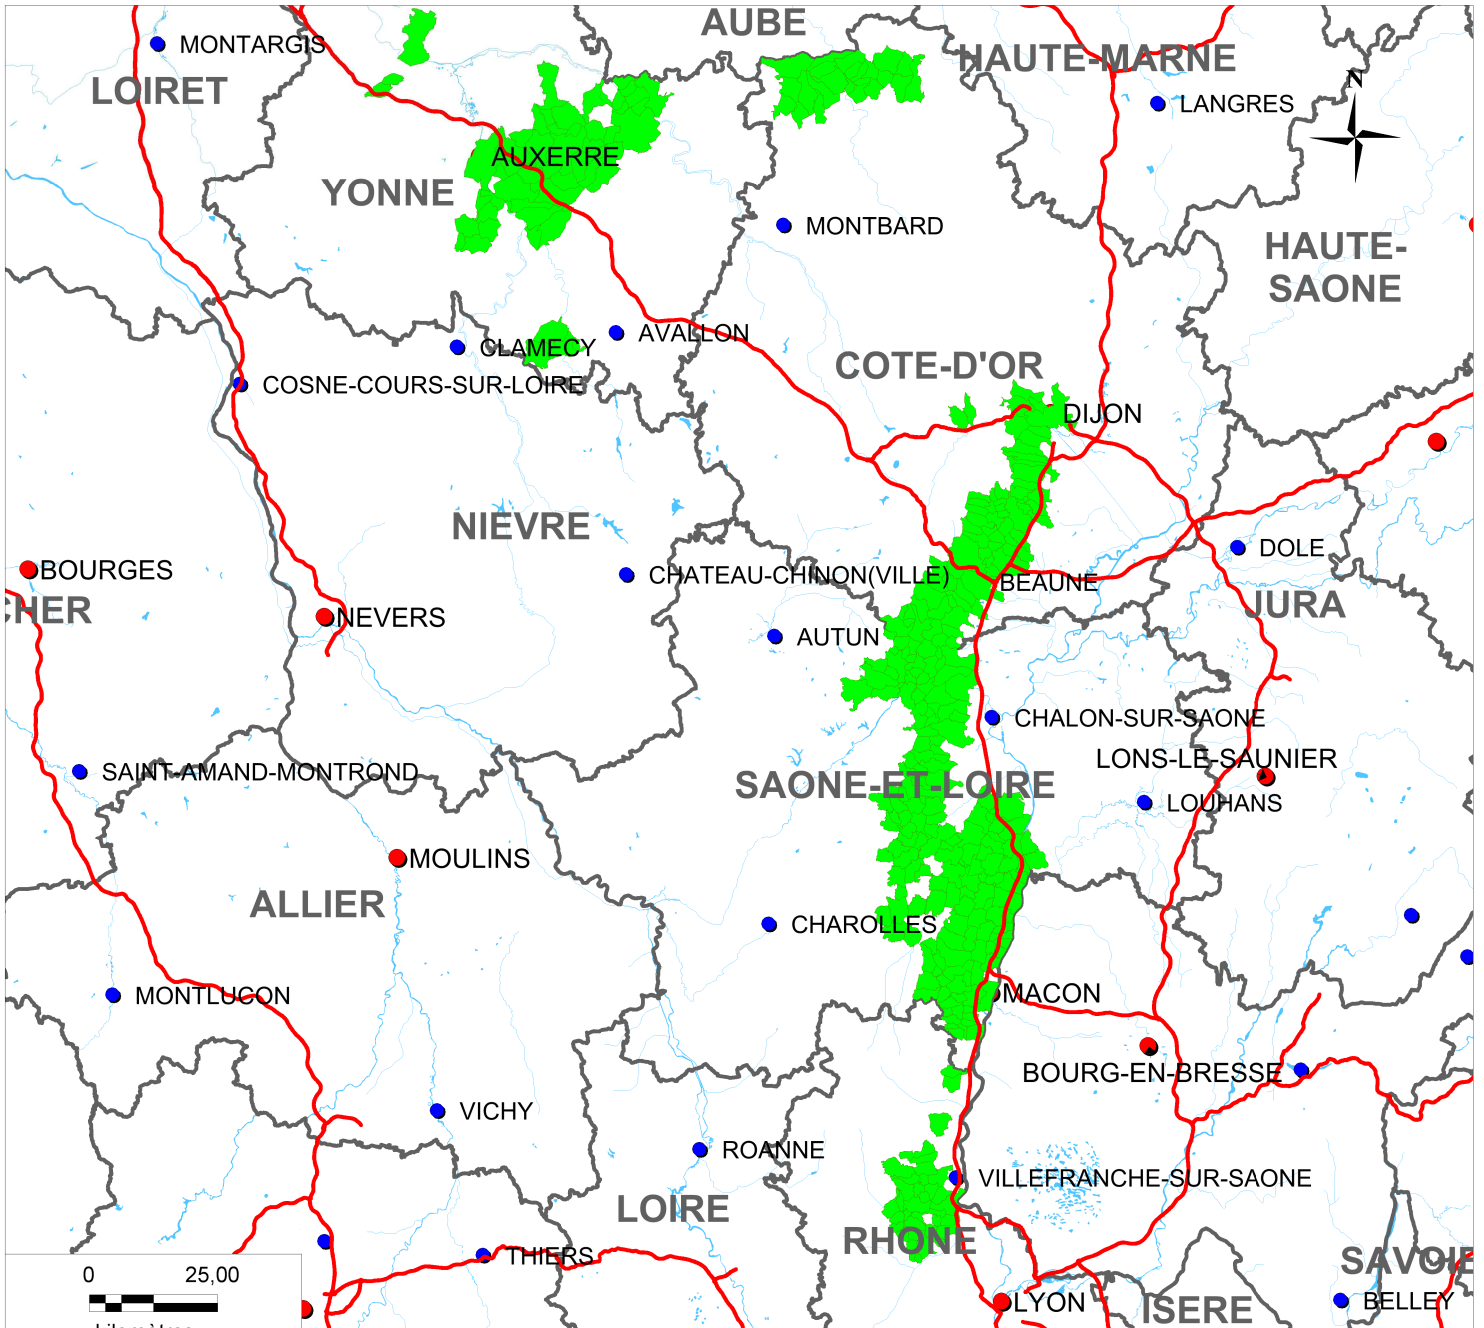 AUBE
MONTARGIS
HAUTE-MARNE
N
LOIRET
LANGRES
AUXERRE
YONNE
MONTBARD
HAUTE-
SAONE
AVALLON
CLAMECY
COTE-D'OR
COSNE-COURS-SUR-LOIRE
DIJON
NIEVRE
DOLE
BOURGES
CHATEAU-CHINON(VILLE)
BEAUNE
CHER
JURA
NEVERS
AUTUN
CHALON-SUR-SAONE
LONS-LE-SAUNIER
SAINT-AMAND-MONTROND
SAONE-ET-LOIRE
LOUHANS
MOULINS
ALLIER
CHAROLLES
MONTLUCON
MACON
BOURG-EN-BRESSE
VICHY
ROANNE
VILLEFRANCHE-SUR-SAONE
LOIRE
RHONE
THIERS
SAVOIE
0 25,00
kilomètres
LYON
ISERE
BELLEY